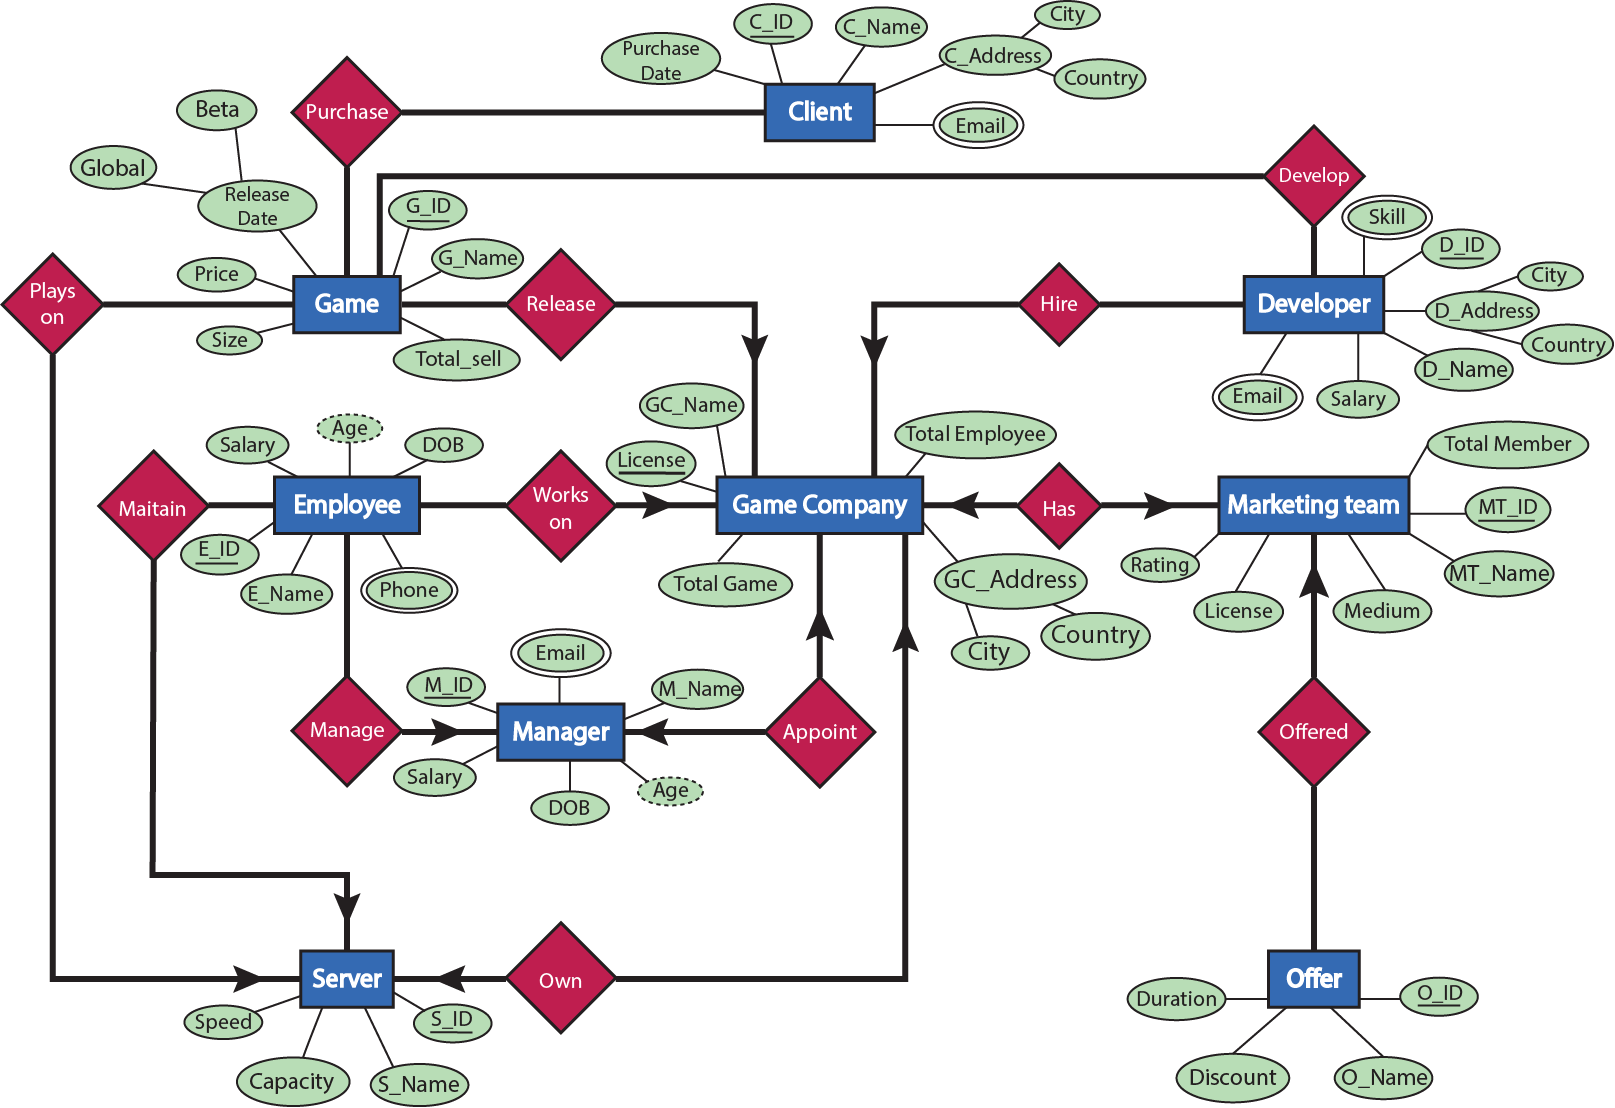 C_ID
C_Name
City
Purchase
Date
C_Address
Country
Purchase
Client
Email
Beta
Global
Release
Date
G_ID
Develop
Skill
D_ID
G_Name
Price
City
Plays
on
Game
Release
Hire
Developer
D_Address
Size
Total_sell
Country
D_Name
Email
Salary
GC_Name
Salary
Age
DOB
Total Employee
Total Member
License
Maitain
Employee
Works
on
Game Company
Has
Marketing team
MT_ID
E_ID
E_Name
Phone
Total Game
GC_Address
Rating
MT_Name
License
Medium
City
Country
Email
M_ID
M_Name
Manage
Manager
Appoint
Offered
Salary
DOB
Age
Server
Own
Offer
Speed
S_ID
Duration
O_ID
Capacity
S_Name
Discount
O_Name